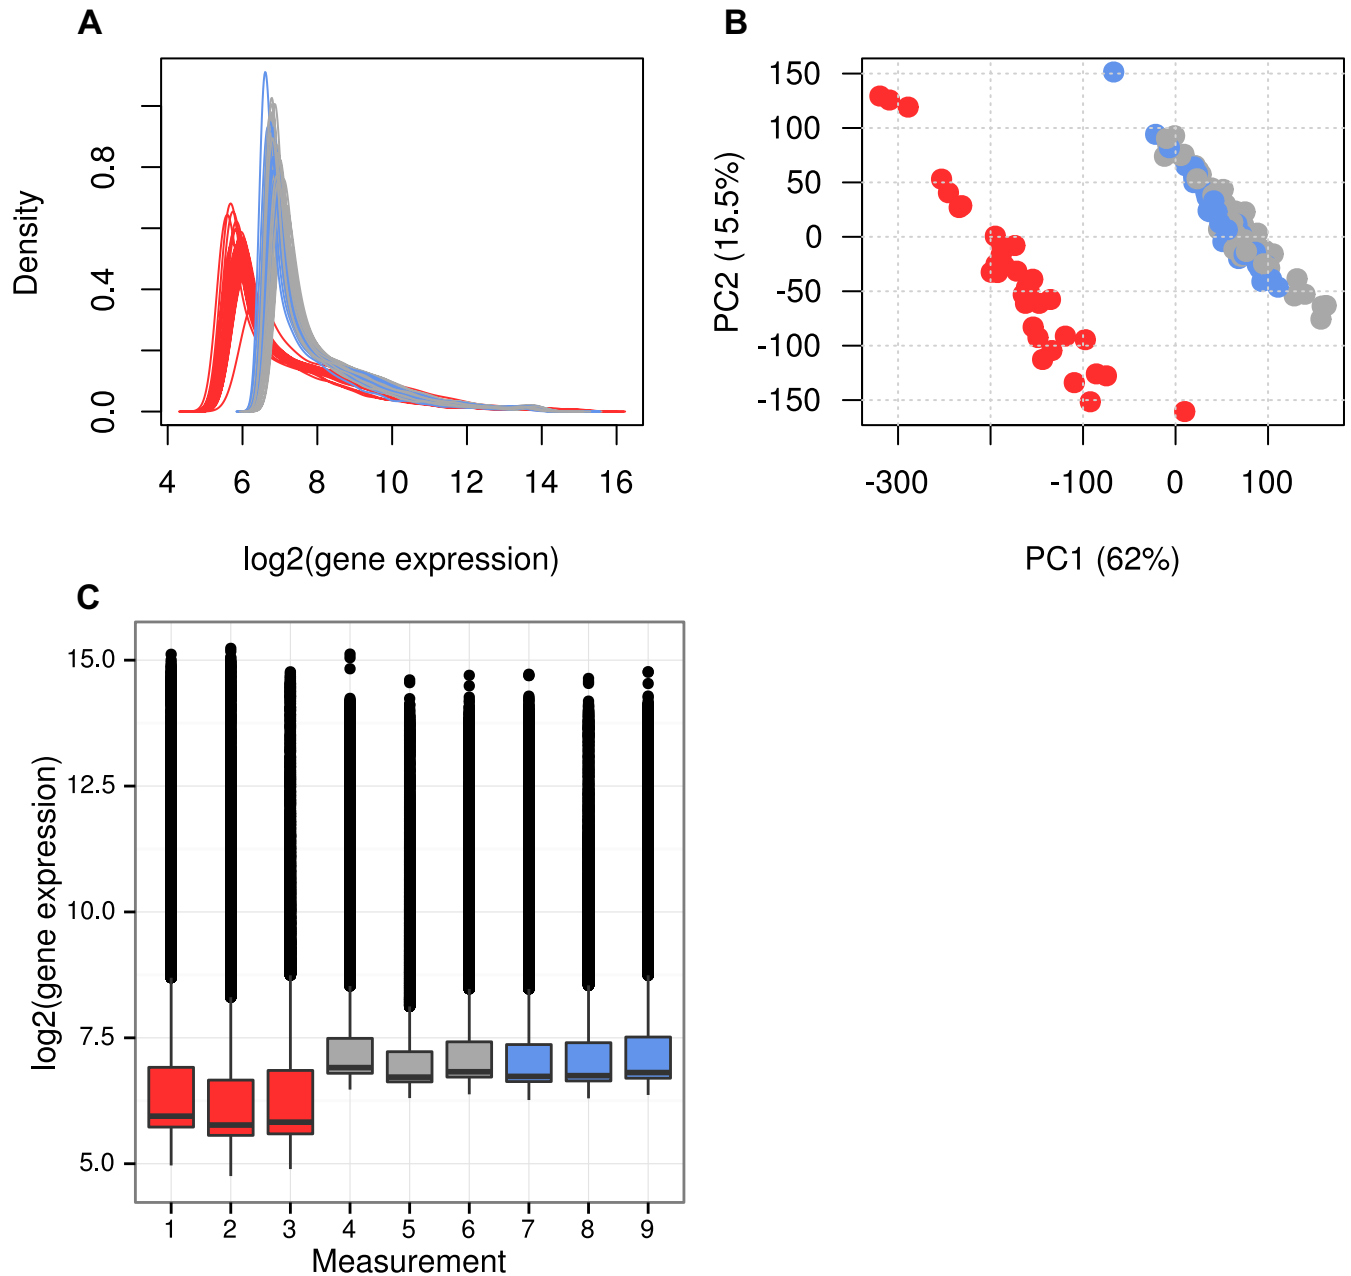 A
Density
0.0 0.4 0.8
4 6 8 10 12 14 16
log2(gene expression)
B
PC2 (15.5%)
150
100
50
0
-50
-100
-150
-300 -100 0 100
PC1 (62%)
C
log2(gene expression)
15.0
12.5
10.0
7.5
5.0
1 2 3 4 5 6 7 8 9
Measurement